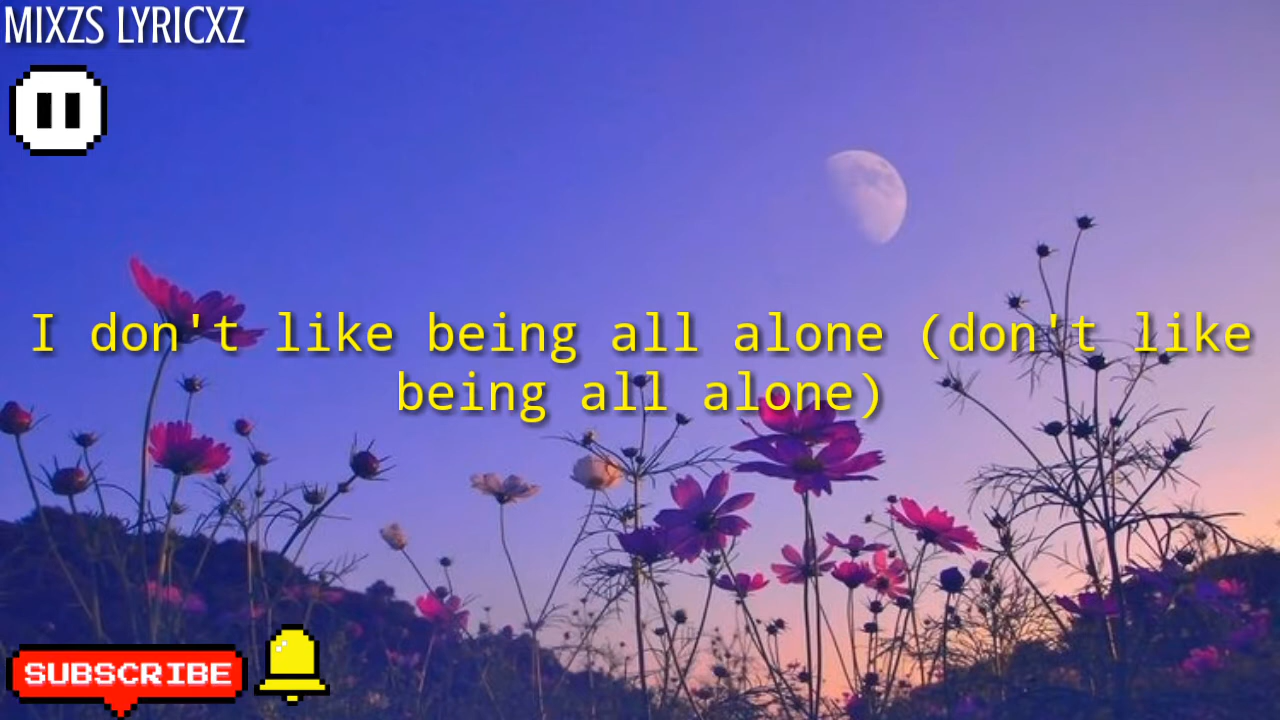 MIXZS LYRICXZ
I don't like being all alone (don't like
being all alone)
SUBSCRIBE